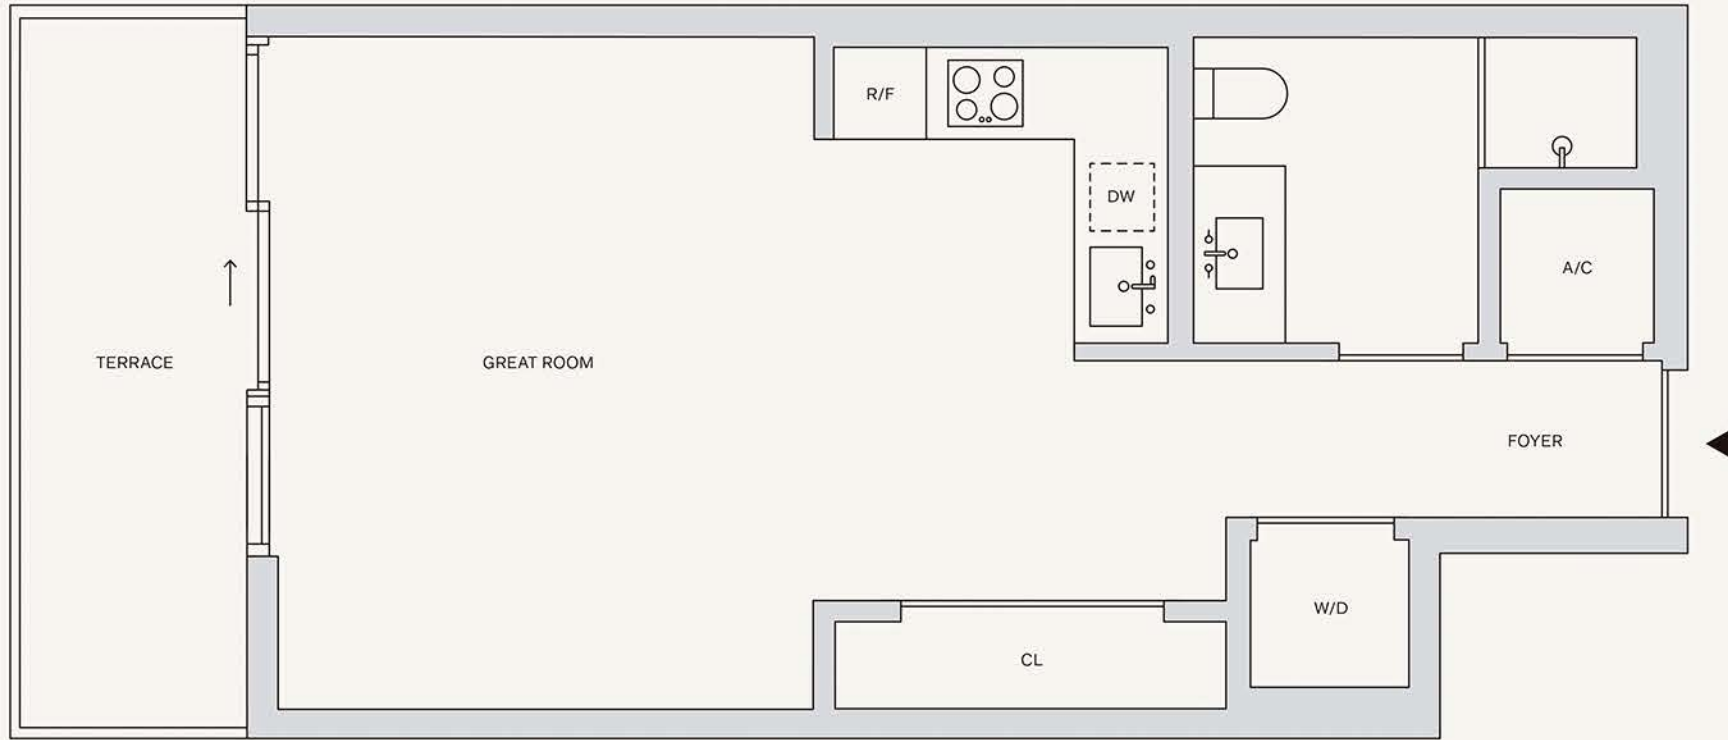 R/F
DW
A/C
TERRACE
GREAT ROOM
FOYER
W/D
CL